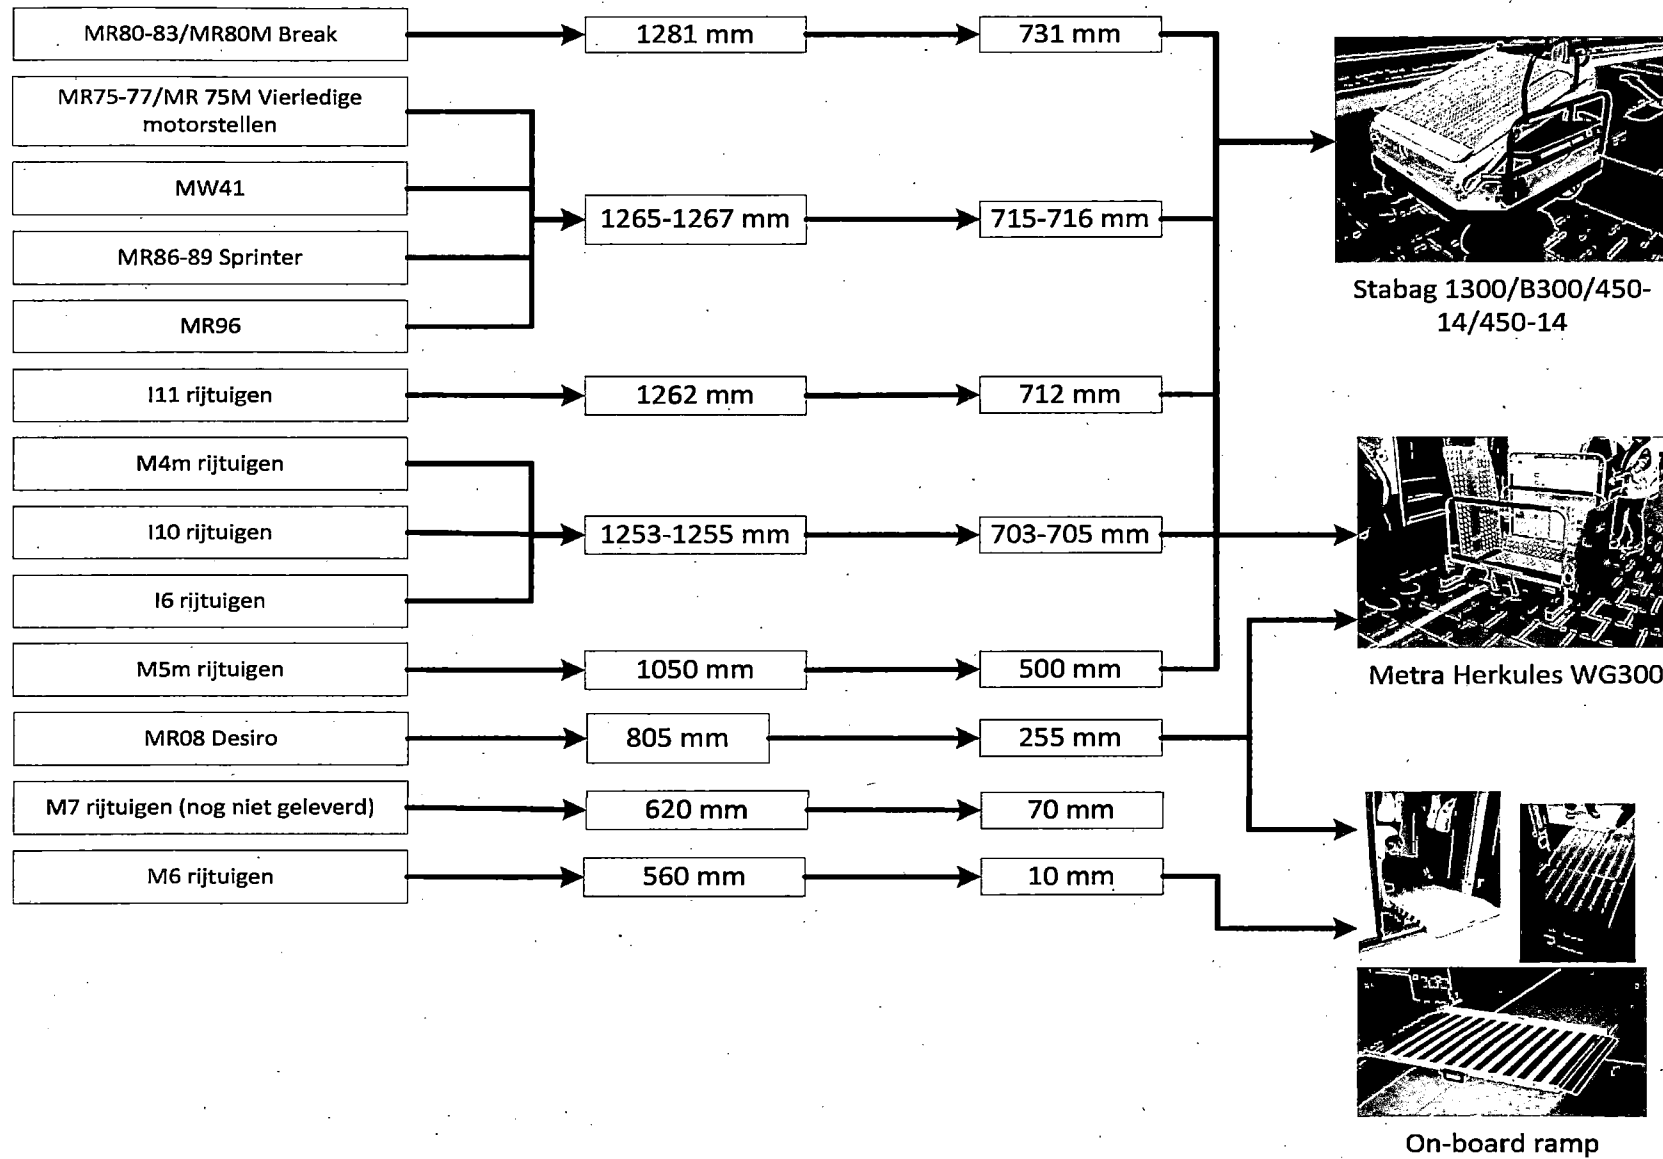 MR80-83/MR80M Break
1281 mm
731 mm
MR75-77/MR 75M Vierledige
motorstellen
MW41
MR86-89 Sprinter
MR96
1265-1267 mm
715-716 mm
Stabag 1300/B300/450-
14/450-14
I11 rijtuigen
1262 mm
712 mm
M4m rijtuigen
I10 rijtuigen
I6 rijtuigen
1253-1255 mm
703-705 mm
Metra Herkules WG300
M5m rijtuigen
1050 mm
500 mm
MR08 Desiro
805 mm
255 mm
M7 rijtuigen (nog niet geleverd)
620 mm
70 mm
M6 rijtuigen
560 mm
10 mm
On-board ramp